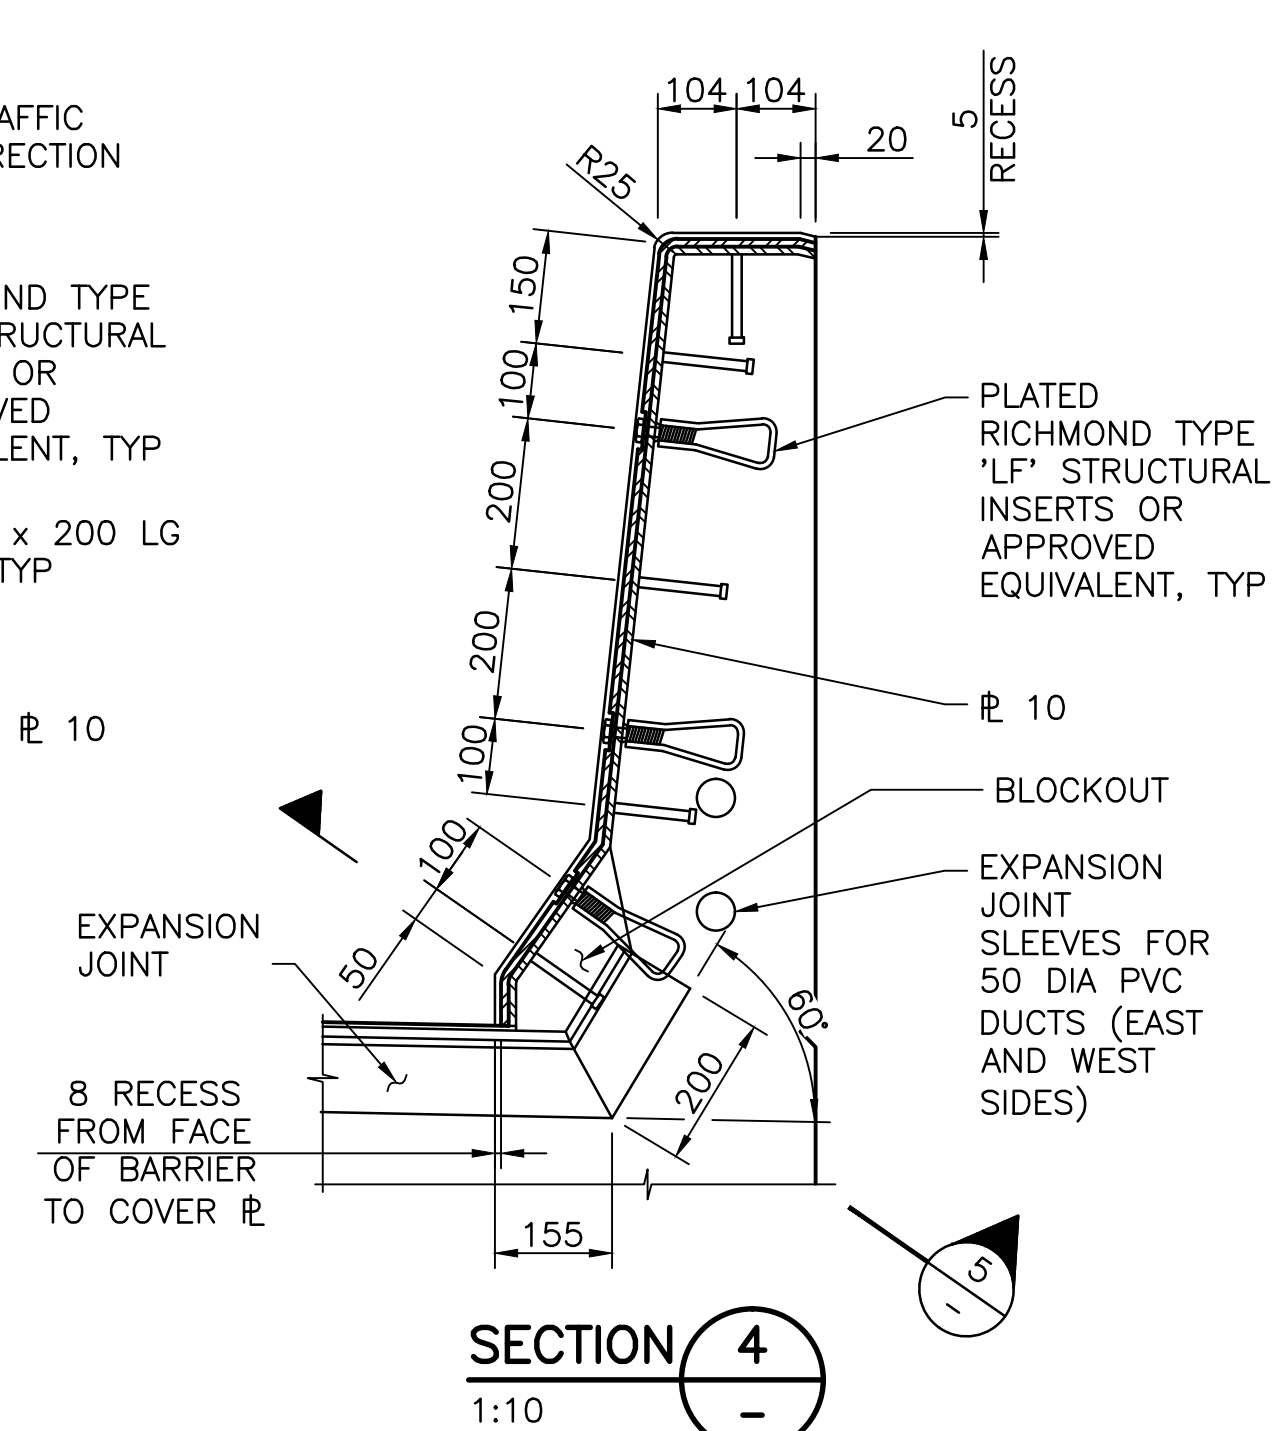 104 104
20
5
RECESS
R25
AFFIC
RECTION
150
100
200
200
100
100
50
ND TYPE
RUCTURAL
OR
VED
LENT, TYP
x 200 LG
TYP
PLATED
RICHMOND TYPE
'LF' STRUCTURAL
INSERTS OR
APPROVED
EQUIVALENT, TYP
℄ 10
℄ 10
BLOCKOUT
EXPANSION
JOINT
SLEEVES FOR
50 DIA PVC
DUCTS (EAST
AND WEST
SIDES)
EXPANSION
JOINT
60°
200
8 RECESS
FROM FACE
OF BARRIER
TO COVER ℄
155
5
-
SECTION 4
1:10 -